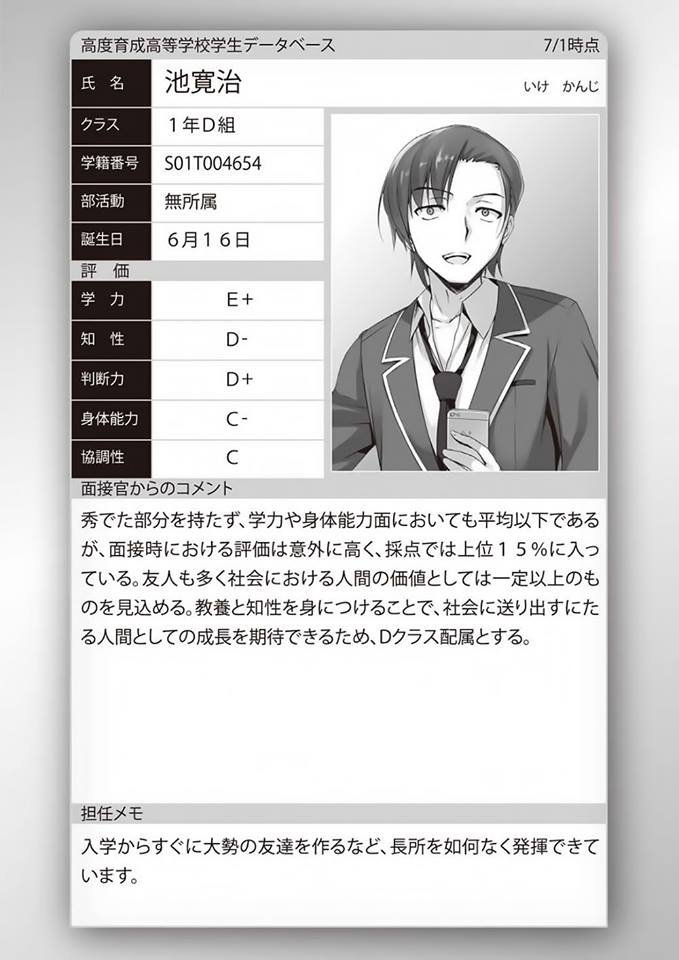 高度育成高等学校学生データベース 7/1時点
氏 名 池寛治 いけ かんじ
クラス 1年D組
学籍番号 S01T004654
部活動 無所属
誕生日 6月16日
評 価
学 力 E+
知 性 D-
判断力 D+
身体能力 C-
協調性 C
面接官からのコメント
秀でた部分を持たず、学力や身体能力面においても平均以下である
が、面接時における評価は意外に高く、採点では上位15%に入っ
ている。友人も多く社会における人間の価値としては一定以上のも
のを見込める。教養と知性を身につけることで、社会に送り出すにた
る人間としての成長を期待できるため、Dクラス配属とする。
担任メモ
入学からすぐに大勢の友達を作るなど、長所を如何なく発揮できて
います。